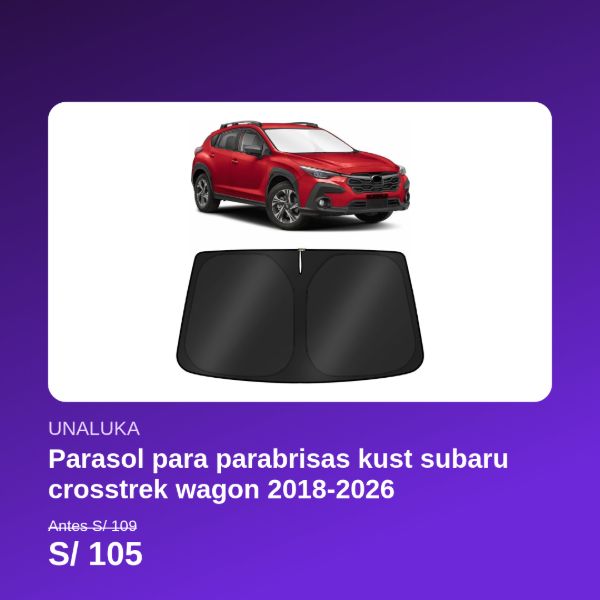 UNALUKA
Parasol para parabrisas kust subaru
crosstrek wagon 2018-2026
Antes S/ 109
S/ 105